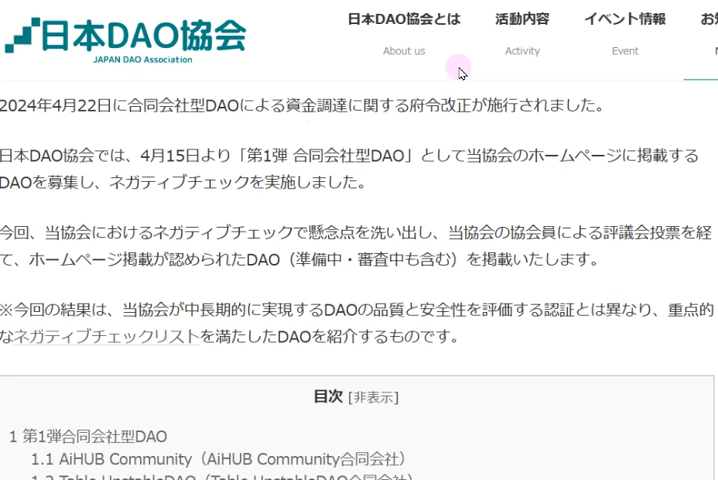 日本DAO協会
JAPAN DAO Association
日本DAO協会とは 活動内容 イベント情報
About us Activity Event
2024年4月22日に合同会社型DAOによる資金調達に関する府令改正が施行されました。
日本DAO協会では、4月15日より「第1弾 合同会社型DAO」として当協会のホームページに掲載する
DAOを募集し、ネガティブチェックを実施しました。
今回、当協会におけるネガティブチェックで懸念点を洗い出し、当協会の協会員による評議会投票を経
て、ホームページ掲載が認められたDAO（準備中・審査中も含む）を掲載いたします。
※今回の結果は、当協会が中長期的に実現するDAOの品質と安全性を評価する認証とは異なり、重点的
なネガティブチェックリストを満たしたDAOを紹介するものです。
目次 [非表示]
1 第1弾合同会社型DAO
1.1 AiHUB Community（AiHUB Community合同会社）